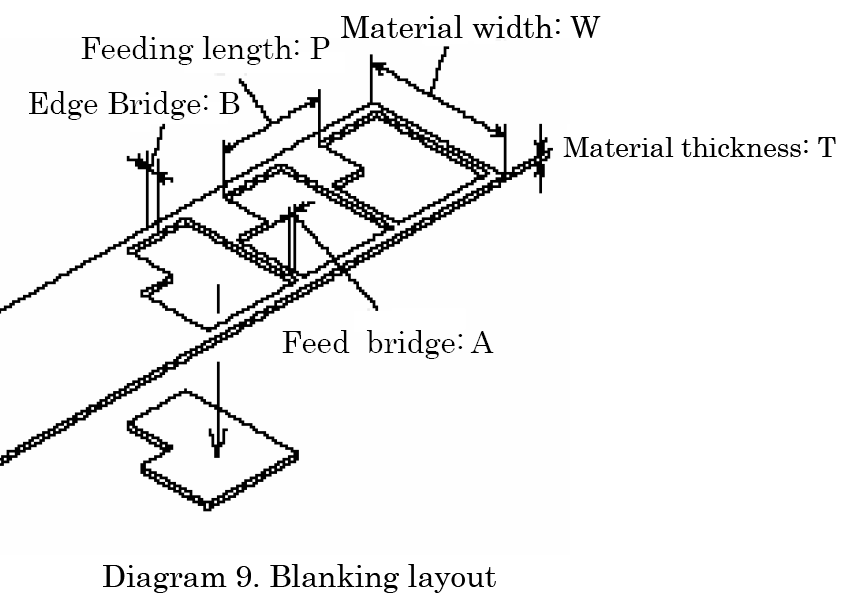 Material width: W
Feeding length: P
Edge Bridge: B
Material thickness: T
Feed bridge: A
Diagram 9. Blanking layout